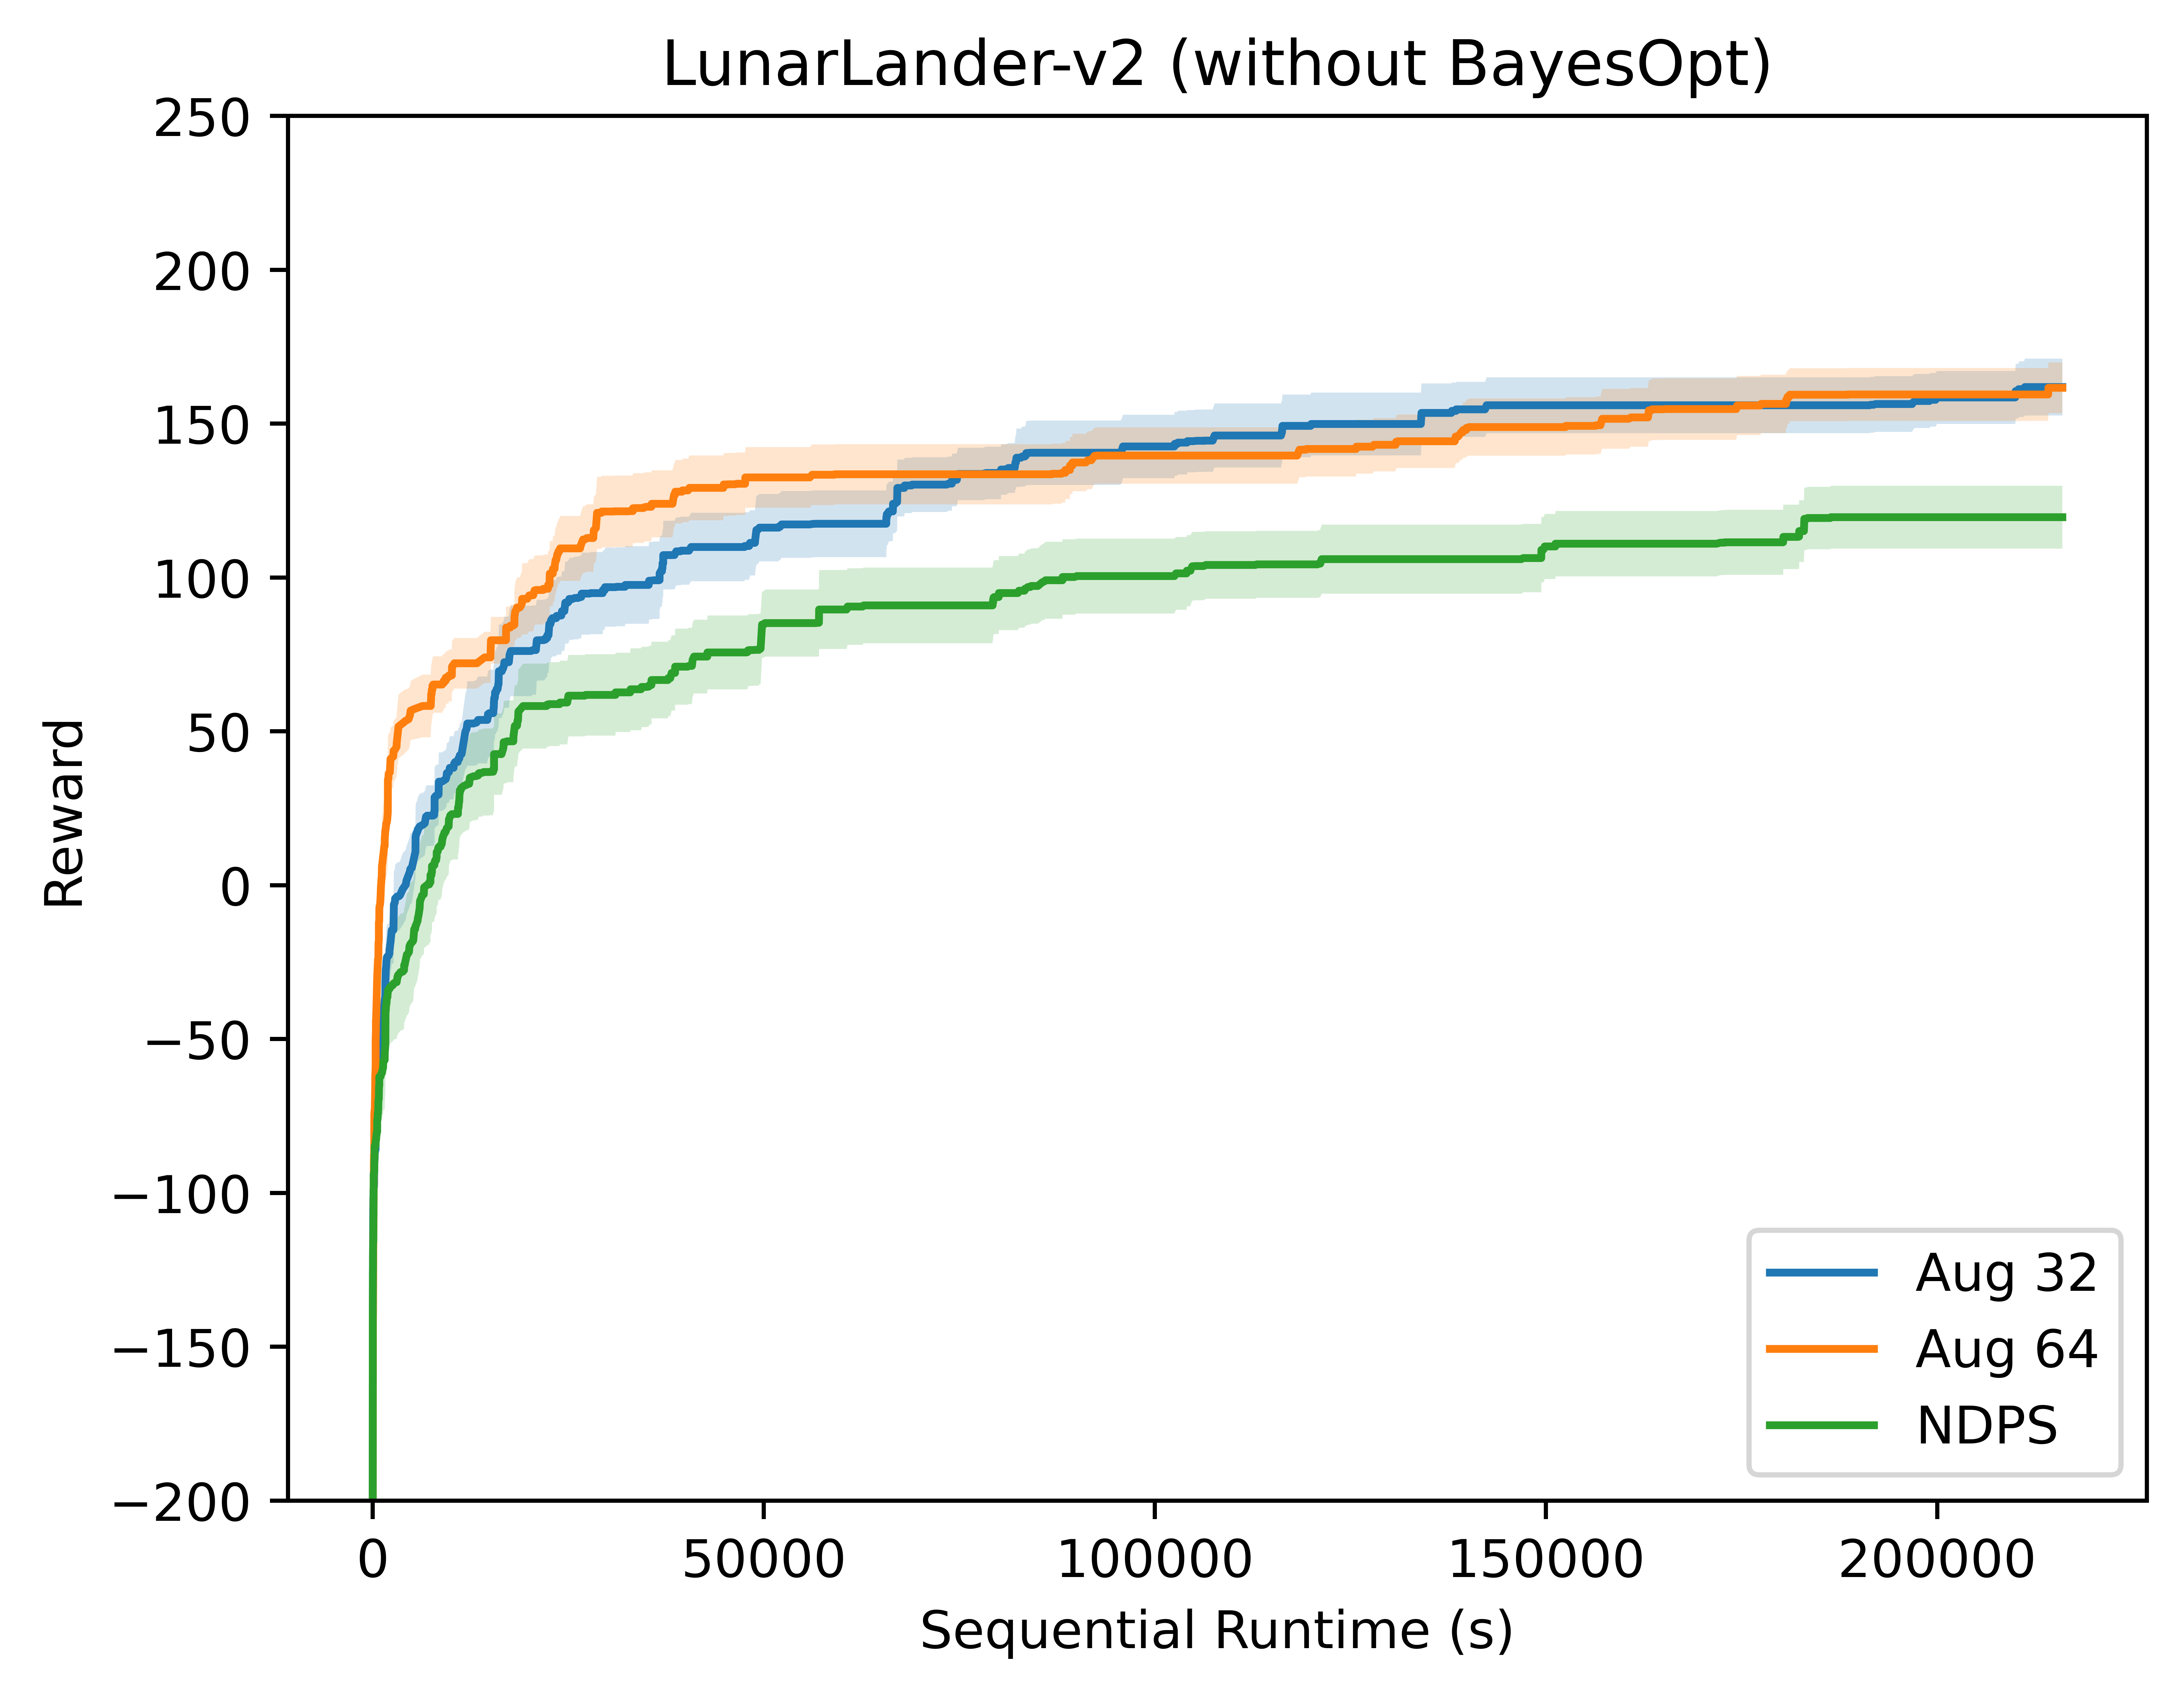 LunarLander-v2 (without BayesOpt)
250
200
150
100
50
0
−50
−100
−150
−200
Reward
0 50000 100000 150000 200000
Sequential Runtime (s)
Aug 32
Aug 64
NDPS